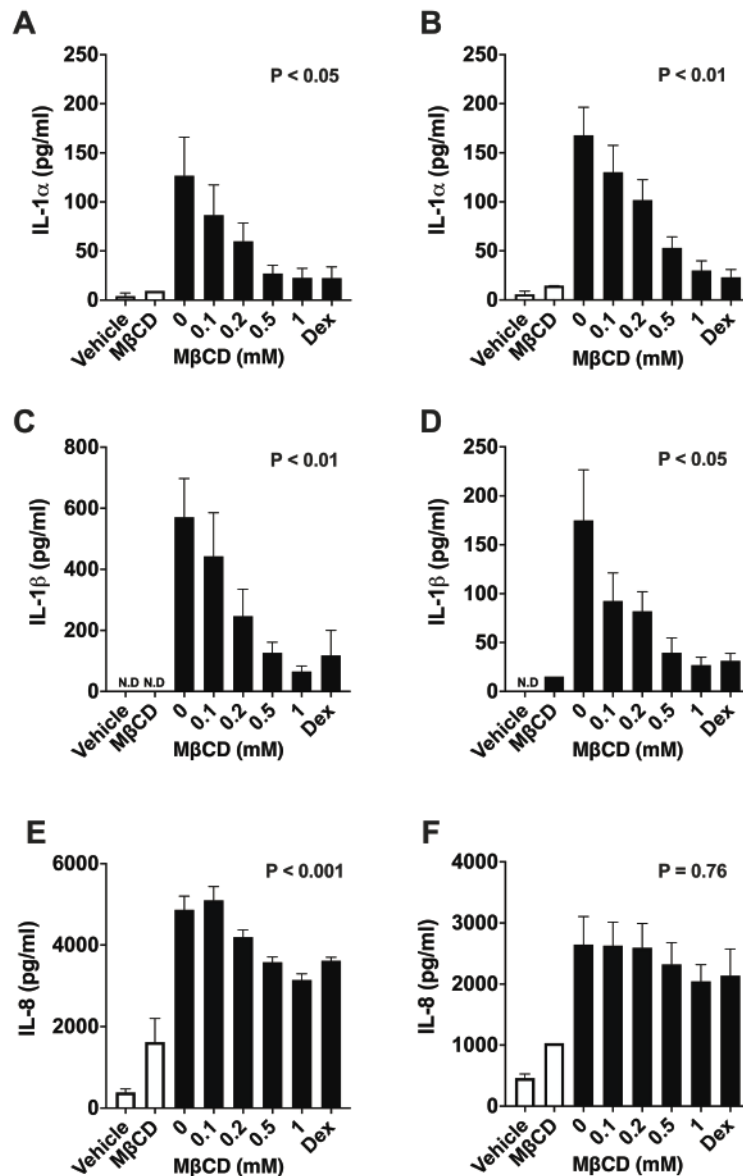 A
B
P < 0.05
P < 0.01
IL-1α (pg/ml)
250
200
150
100
50
0
Vehicle
MβCD
0
0.1
0.2
0.5
1
Dex
MβCD (mM)
IL-1α (pg/ml)
250
200
150
100
50
0
Vehicle
MβCD
0
0.1
0.2
0.5
1
Dex
MβCD (mM)
C
D
P < 0.01
P < 0.05
IL-1β (pg/ml)
800
600
400
200
0
N.D N.D
Vehicle
MβCD
0
0.1
0.2
0.5
1
Dex
MβCD (mM)
IL-1β (pg/ml)
250
200
150
100
50
0
N.D
Vehicle
MβCD
0
0.1
0.2
0.5
1
Dex
MβCD (mM)
E
F
P < 0.001
P = 0.76
IL-8 (pg/ml)
6000
4000
2000
0
Vehicle
MβCD
0
0.1
0.2
0.5
1
Dex
MβCD (mM)
IL-8 (pg/ml)
4000
3000
2000
1000
0
Vehicle
MβCD
0
0.1
0.2
0.5
1
Dex
MβCD (mM)